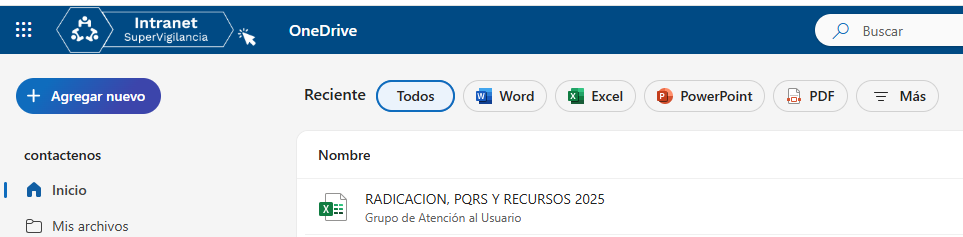 Intranet
SuperVigilancia
OneDrive
Buscar
Agregar nuevo
Reciente
Todos
Word
Excel
PowerPoint
PDF
Más
contactenos
Nombre
Inicio
RADICACION, PQRS Y RECURSOS 2025
Grupo de Atención al Usuario
Mis archivos